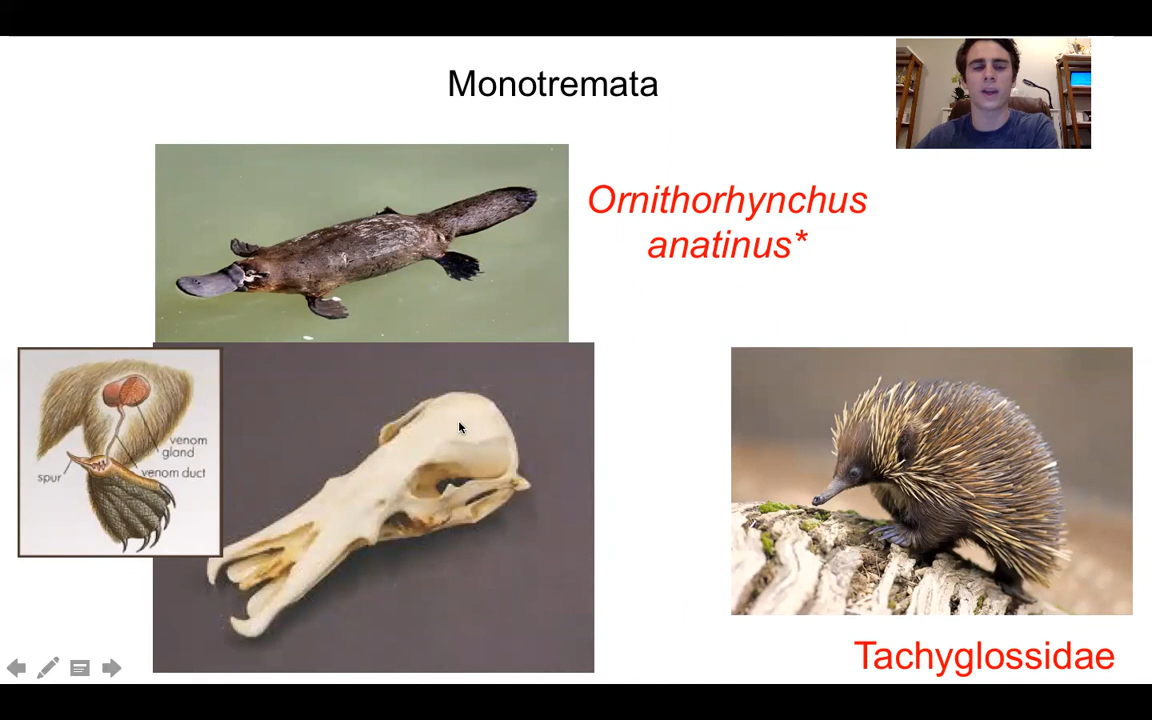 Monotremata
Ornithorhynchus
anatinus*
venom
gland
venom duct
spur
Tachyglossidae